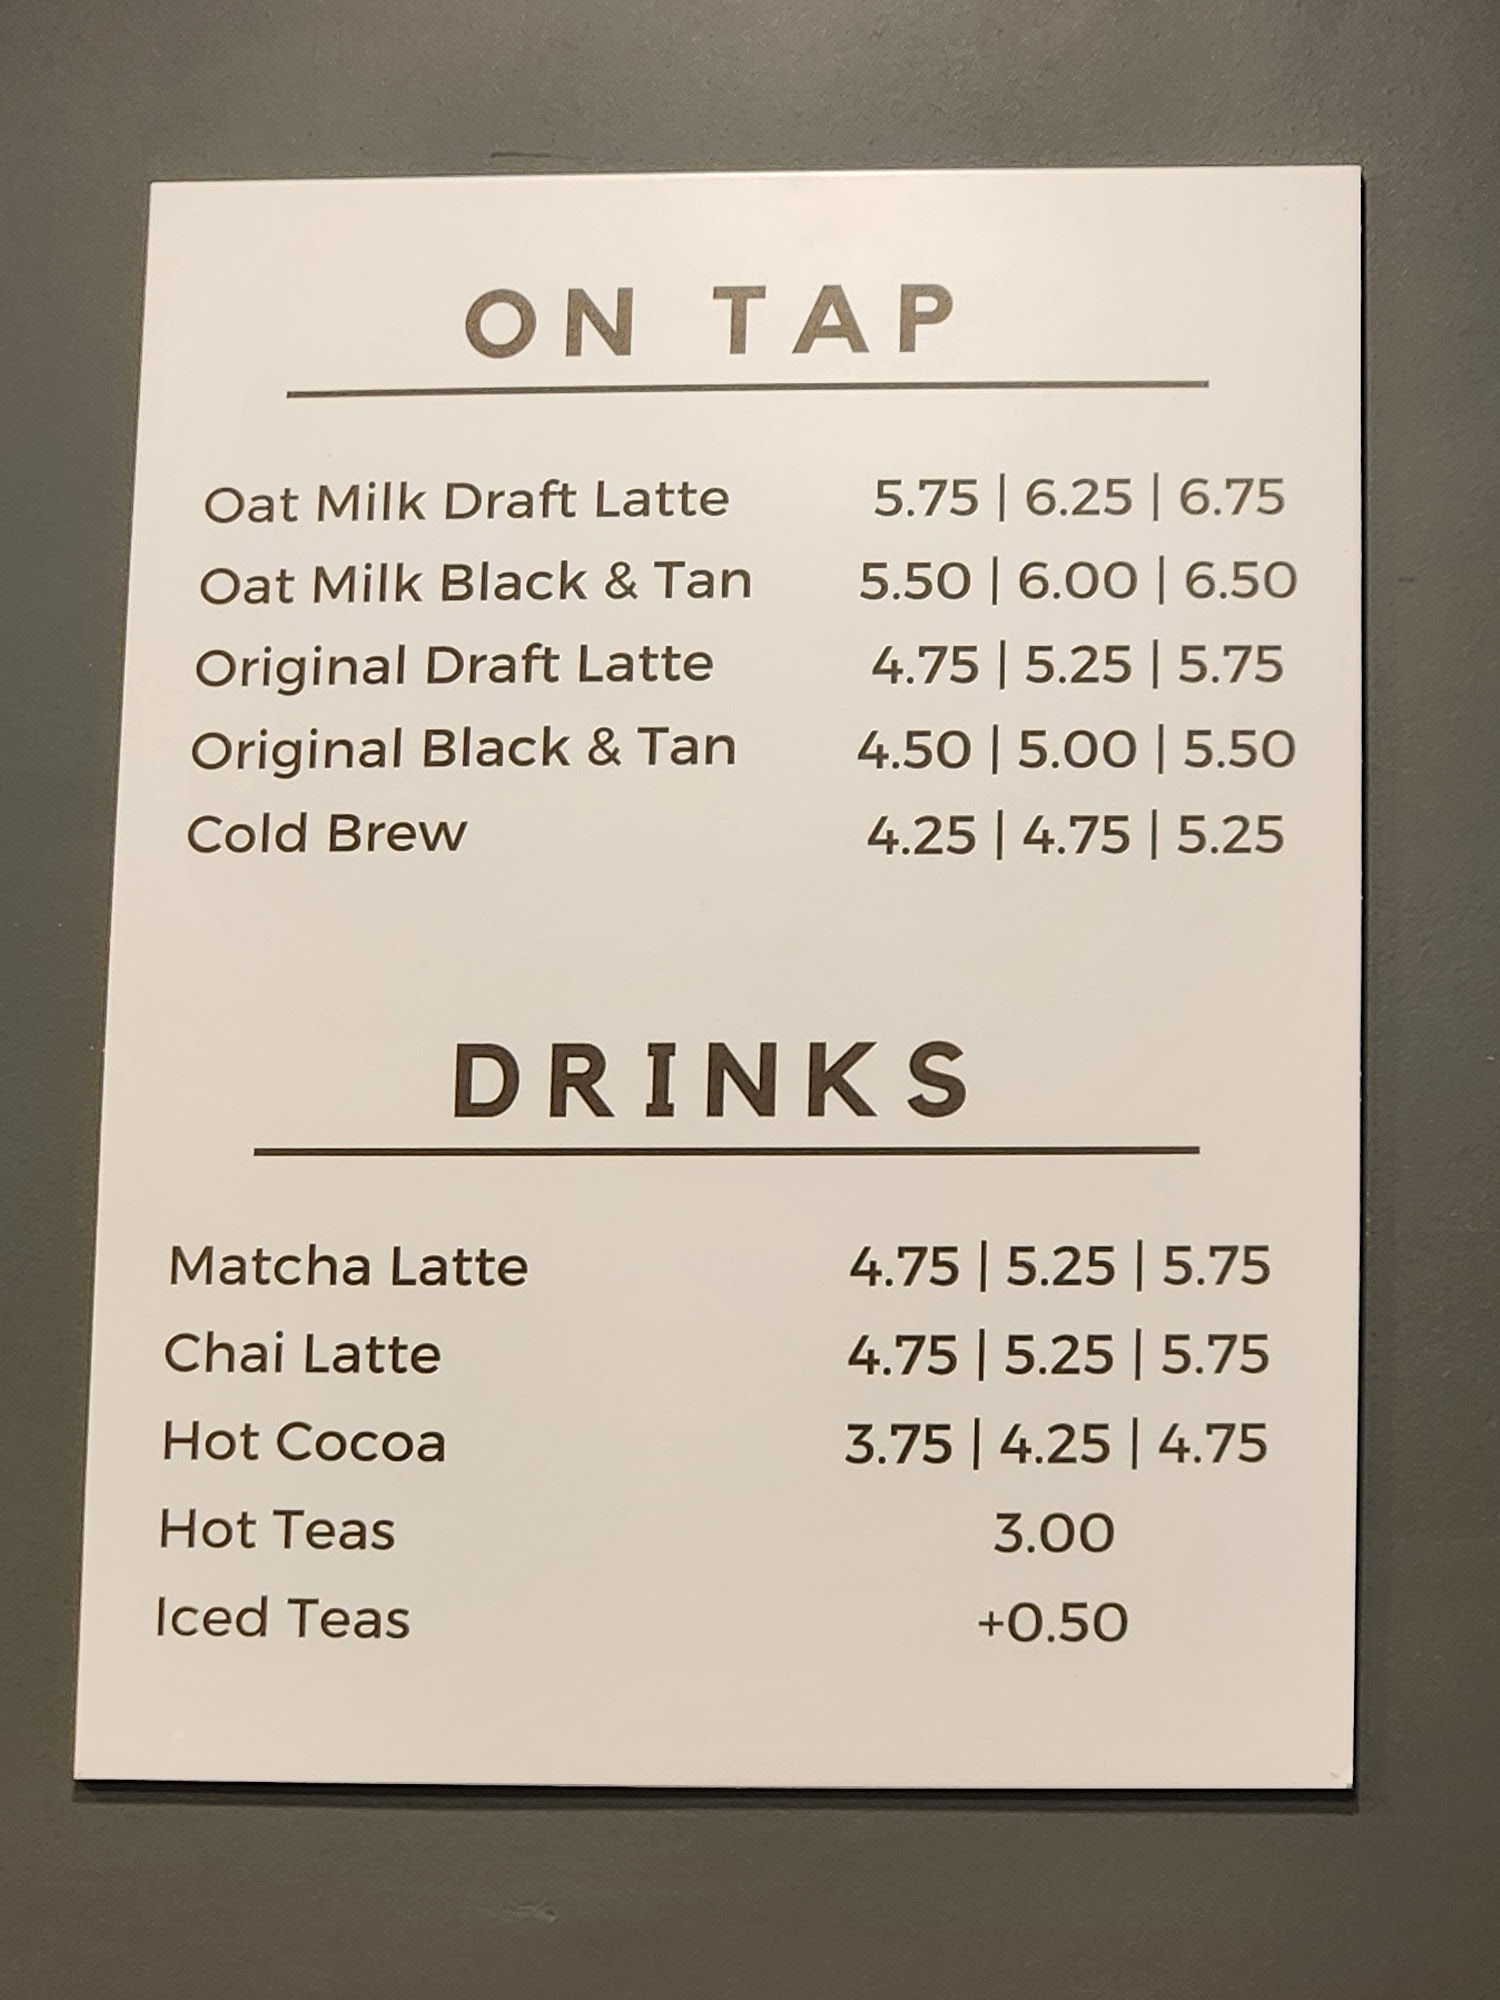 ON TAP
Oat Milk Draft Latte 5.75 | 6.25 | 6.75
Oat Milk Black & Tan 5.50 | 6.00 | 6.50
Original Draft Latte 4.75 | 5.25 | 5.75
Original Black & Tan 4.50 | 5.00 | 5.50
Cold Brew 4.25 | 4.75 | 5.25
DRINKS
Matcha Latte 4.75 | 5.25 | 5.75
Chai Latte 4.75 | 5.25 | 5.75
Hot Cocoa 3.75 | 4.25 | 4.75
Hot Teas 3.00
Iced Teas +0.50